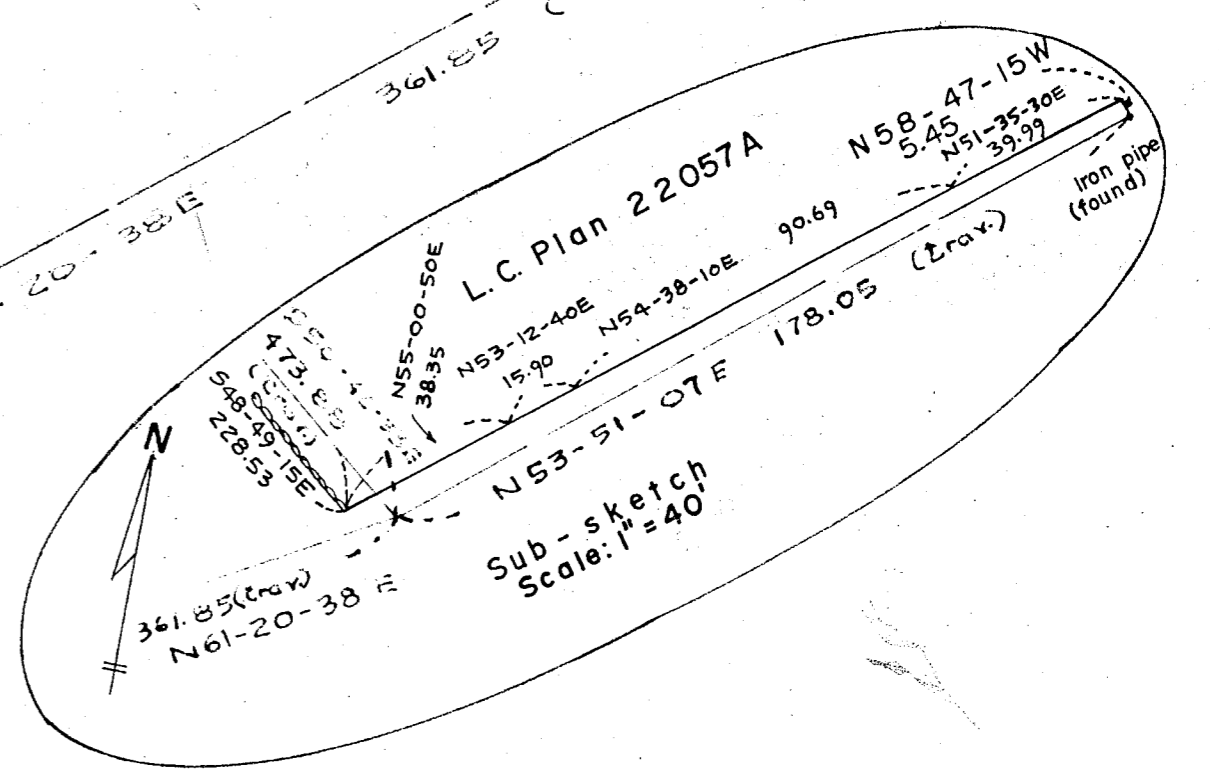 361.85
20-38E
N58-47-15W
5.45
N51-35-30E
39.99
Iron pipe
(found)
L.C. Plan 22057A
90.69
178.05 (trav.)
N55-00-50E
38.35
N53-12-40E
15.90
N54-38-10E
473.88
S48-49-15E
228.53
N
N53-51-07E
Sub-sketch
Scale: 1"=40'
361.85(trav)
N61-20-38 E